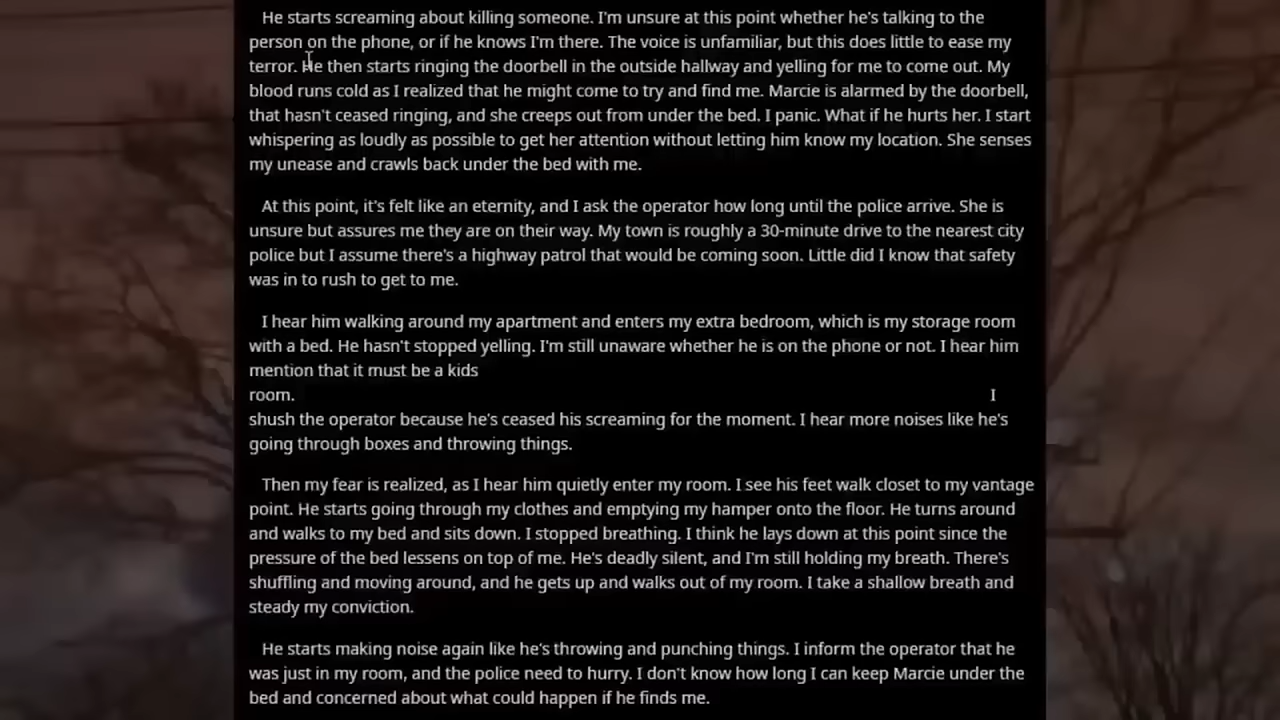 He starts screaming about killing someone. I'm unsure at this point whether he's talking to the
person on the phone, or if he knows I'm there. The voice is unfamiliar, but this does little to ease my
terror. He then starts ringing the doorbell in the outside hallway and yelling for me to come out. My
blood runs cold as I realized that he might come to try and find me. Marcie is alarmed by the doorbell,
that hasn't ceased ringing, and she creeps out from under the bed. I panic. What if he hurts her. I start
whispering as loudly as possible to get her attention without letting him know my location. She senses
my unease and crawls back under the bed with me.
At this point, it's felt like an eternity, and I ask the operator how long until the police arrive. She is
unsure but assures me they are on their way. My town is roughly a 30-minute drive to the nearest city
police but I assume there's a highway patrol that would be coming soon. Little did I know that safety
was in to rush to get to me.
I hear him walking around my apartment and enters my extra bedroom, which is my storage room
with a bed. He hasn't stopped yelling. I'm still unaware whether he is on the phone or not. I hear him
mention that it must be a kids
room. I
shush the operator because he's ceased his screaming for the moment. I hear more noises like he's
going through boxes and throwing things.
Then my fear is realized, as I hear him quietly enter my room. I see his feet walk closet to my vantage
point. He starts going through my clothes and emptying my hamper onto the floor. He turns around
and walks to my bed and sits down. I stopped breathing. I think he lays down at this point since the
pressure of the bed lessens on top of me. He's deadly silent, and I'm still holding my breath. There's
shuffling and moving around, and he gets up and walks out of my room. I take a shallow breath and
steady my conviction.
He starts making noise again like he's throwing and punching things. I inform the operator that he
was just in my room, and the police need to hurry. I don't know how long I can keep Marcie under the
bed and concerned about what could happen if he finds me.